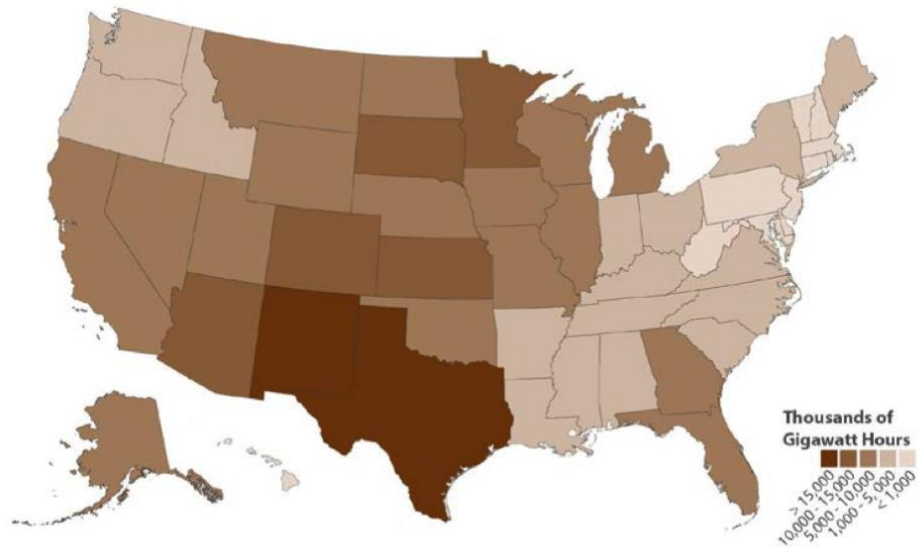 Thousands of
Gigawatt Hours
> 15,000
10,000 - 15,000
5,000 - 10,000
1,000 - 5,000
< 1,000